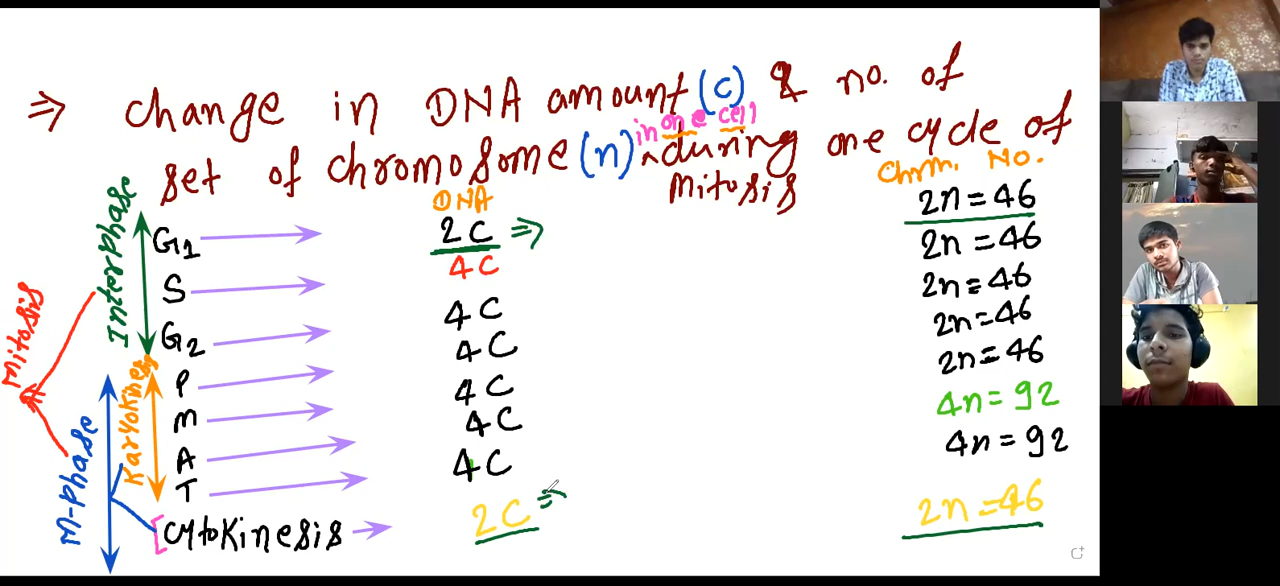 ⇒ Change in DNA amount (C) & no. of
set of chromosome (n) in one cell ^ during one cycle of
Mitosis
DNA
Chrm. No.
G1 → 2C ⇒ 2n = 46
4C 2n = 46
S → 4C 2n = 46
G2 → 4C 2n = 46
P → 4C 2n = 46
M → 4C 4n = 92
A → 4C 4n = 92
T →
Cytokinesis → 2C ⇒ 2n = 46
Interphase
Karyokinesis
M-phase
Mitosis